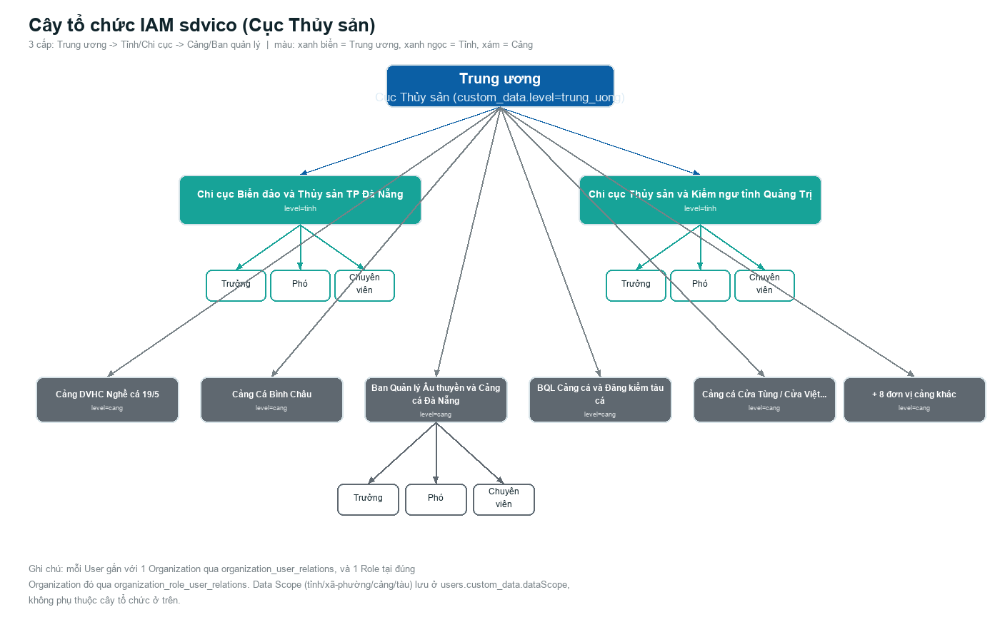 Cây tổ chức IAM sdvico (Cục Thủy sản)
3 cấp: Trung ương -> Tỉnh/Chi cục -> Cảng/Ban quản lý | màu: xanh biển = Trung ương, xanh ngọc = Tỉnh, xám = Cảng
Trung ương
Cục Thủy sản (custom_data.level=trung_uong)
Chi cục Biển đảo và Thủy sản TP Đà Nẵng
level=tinh
Chi cục Thủy sản và Kiểm ngư tỉnh Quảng Trị
level=tinh
Trưởng
Phó
Chuyên
viên
Trưởng
Phó
Chuyên
viên
Cảng DVHC Nghề cá 19/5
level=cang
Cảng Cá Bình Châu
level=cang
Ban Quản lý Âu thuyền và Cảng
cá Đà Nẵng
level=cang
BQL Cảng cá và Đăng kiểm tàu
cá
level=cang
Cảng cá Cửa Tùng / Cửa Việt...
level=cang
+ 8 đơn vị cảng khác
level=cang
Trưởng
Phó
Chuyên
viên
Ghi chú: mỗi User gắn với 1 Organization qua organization_user_relations, và 1 Role tại đúng
Organization đó qua organization_role_user_relations. Data Scope (tỉnh/xã-phường/cảng/tàu) lưu ở users.custom_data.dataScope,
không phụ thuộc cây tổ chức ở trên.